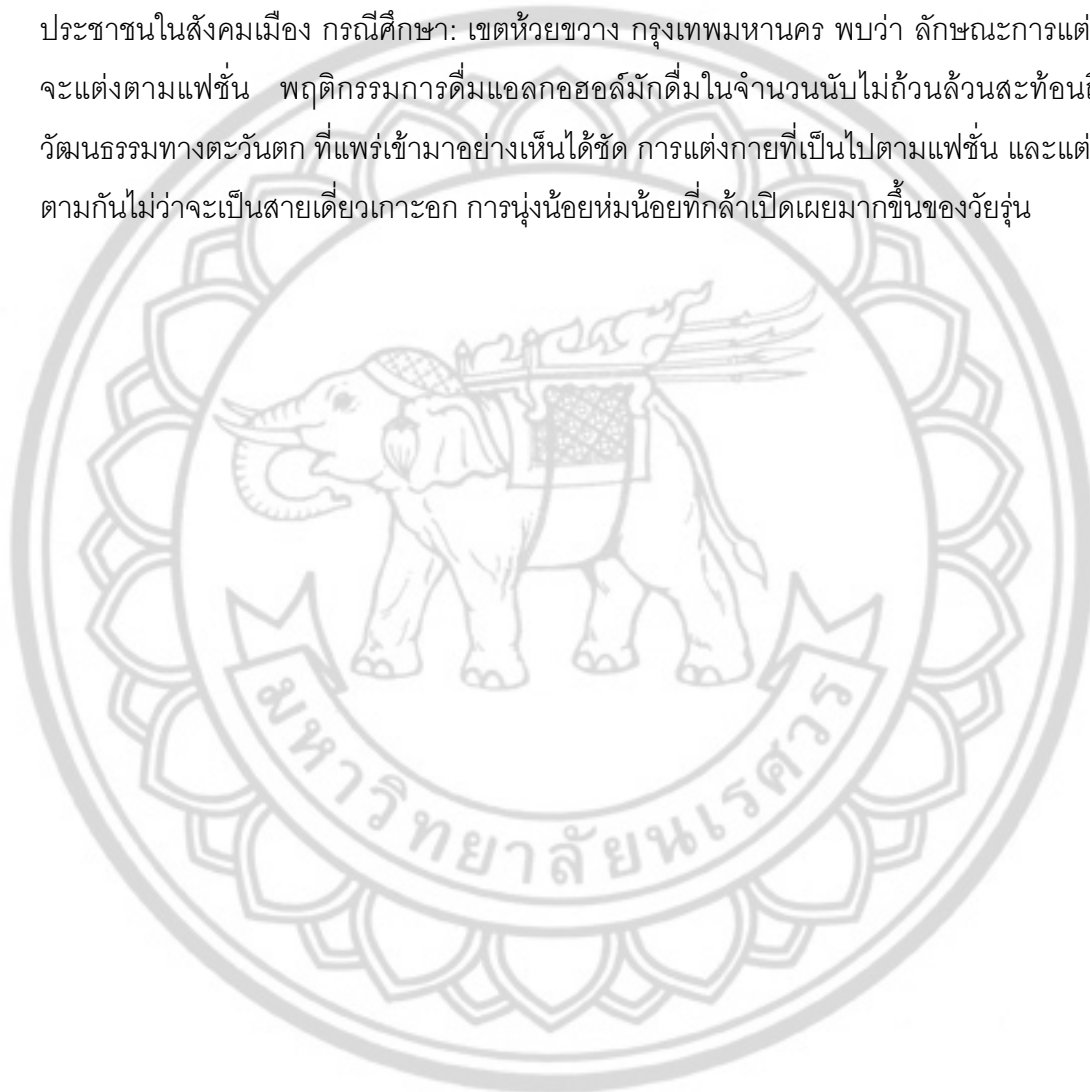 ประชาชนในสังคมเมือง กรณีศึกษา: เขตห้วยขวาง กรุงเทพมหานคร พบว่า ลักษณะการแต่
จะแต่งตามแฟชั่น พฤติกรรมการดื่มแอลกอฮอล์มักดื่มในจำนวนนับไม่ถ้วนล้วนสะท้อนถึ
วัฒนธรรมทางตะวันตก ที่แพร่เข้ามาอย่างเห็นได้ชัด การแต่งกายที่เป็นไปตามแฟชั่น และแต่
ตามกันไม่ว่าจะเป็นสายเดี่ยวเกาะอก การนุ่งน้อยห่มน้อยที่กล้าเปิดเผยมากขึ้นของวัยรุ่น
มหาวิทยาลัยนเรศวร